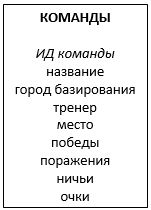 КОМАНДЫ
ИД команды
название
город базирования
тренер
место
победы
поражения
ничьи
очки